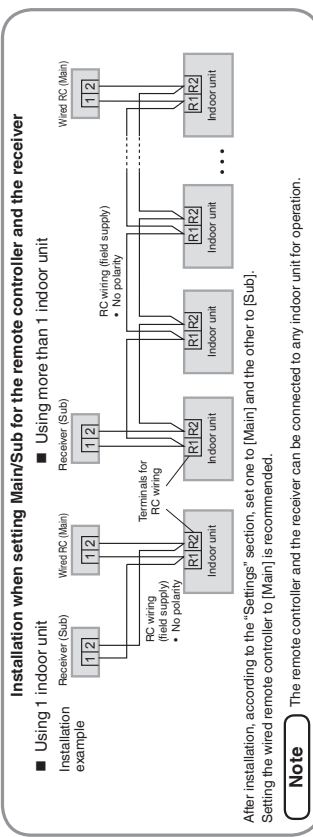 Installation when setting Main/Sub for the remote controller and the receiver
■ Using 1 indoor unit
Installation
example
Receiver (Sub)
1 2
Wired RC (Main)
1 2
RC wiring
(field supply)
• No polarity
Terminals for
RC wiring
R1 R2
Indoor unit
■ Using more than 1 indoor unit
Receiver (Sub)
1 2
Wired RC (Main)
1 2
RC wiring (field supply)
• No polarity
R1 R2
Indoor unit
R1 R2
Indoor unit
R1 R2
Indoor unit
• • •
R1 R2
Indoor unit
After installation, according to the “Settings” section, set one to [Main] and the other to [Sub].
Setting the wired remote controller to [Main] is recommended.
Note The remote controller and the receiver can be connected to any indoor unit for operation.